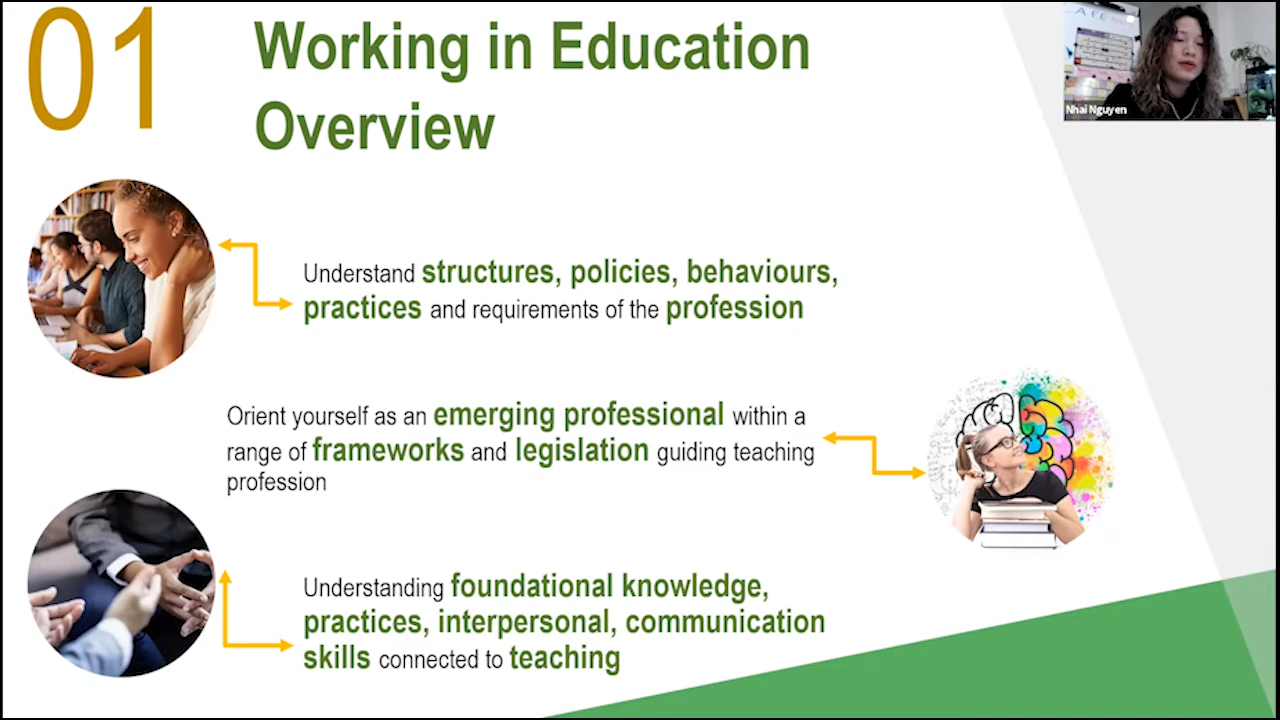 01
Working in Education
Overview
Nhai Nguyen
Understand structures, policies, behaviours,
practices and requirements of the profession
Orient yourself as an emerging professional within a
range of frameworks and legislation guiding teaching
profession
Understanding foundational knowledge,
practices, interpersonal, communication
skills connected to teaching